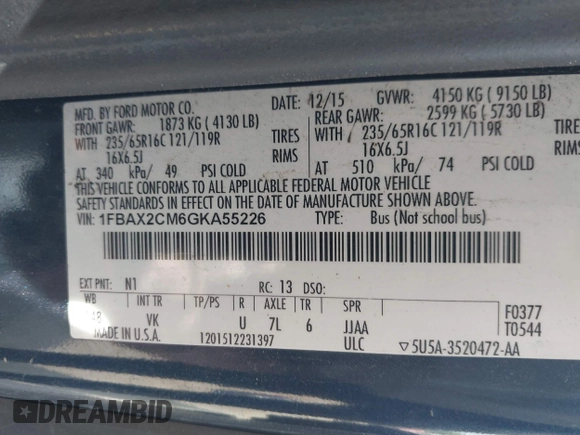 MFD. BY FORD MOTOR CO.
DATE: 12/15 GVWR: 4150 KG ( 9150 LB)
FRONT GAWR: 1873 KG ( 4130 LB) REAR GAWR: 2599 KG ( 5730 LB)
WITH 235/65R16C 121/119R TIRES WITH 235/65R16C 121/119R
16X6.5J RIMS 16X6.5J
AT 340 kPa/ 49 PSI COLD AT 510 kPa/ 74 PSI COLD
THIS VEHICLE CONFORMS TO ALL APPLICABLE FEDERAL MOTOR VEHICLE
SAFETY STANDARDS IN EFFECT ON THE DATE OF MANUFACTURE SHOWN ABOVE.
VIN: 1FBAX2CM6GKA55226 TYPE: Bus (Not school bus)
EXT PNT: N1 RC: 13 DSO:
WB INT TR TP/PS R AXLE TR SPR F0377
VK U 7L 6 JJAA T0544
MADE IN U.S.A. 1201512231397 ULC ▽5U5A-3520472-AA
DREAMBID